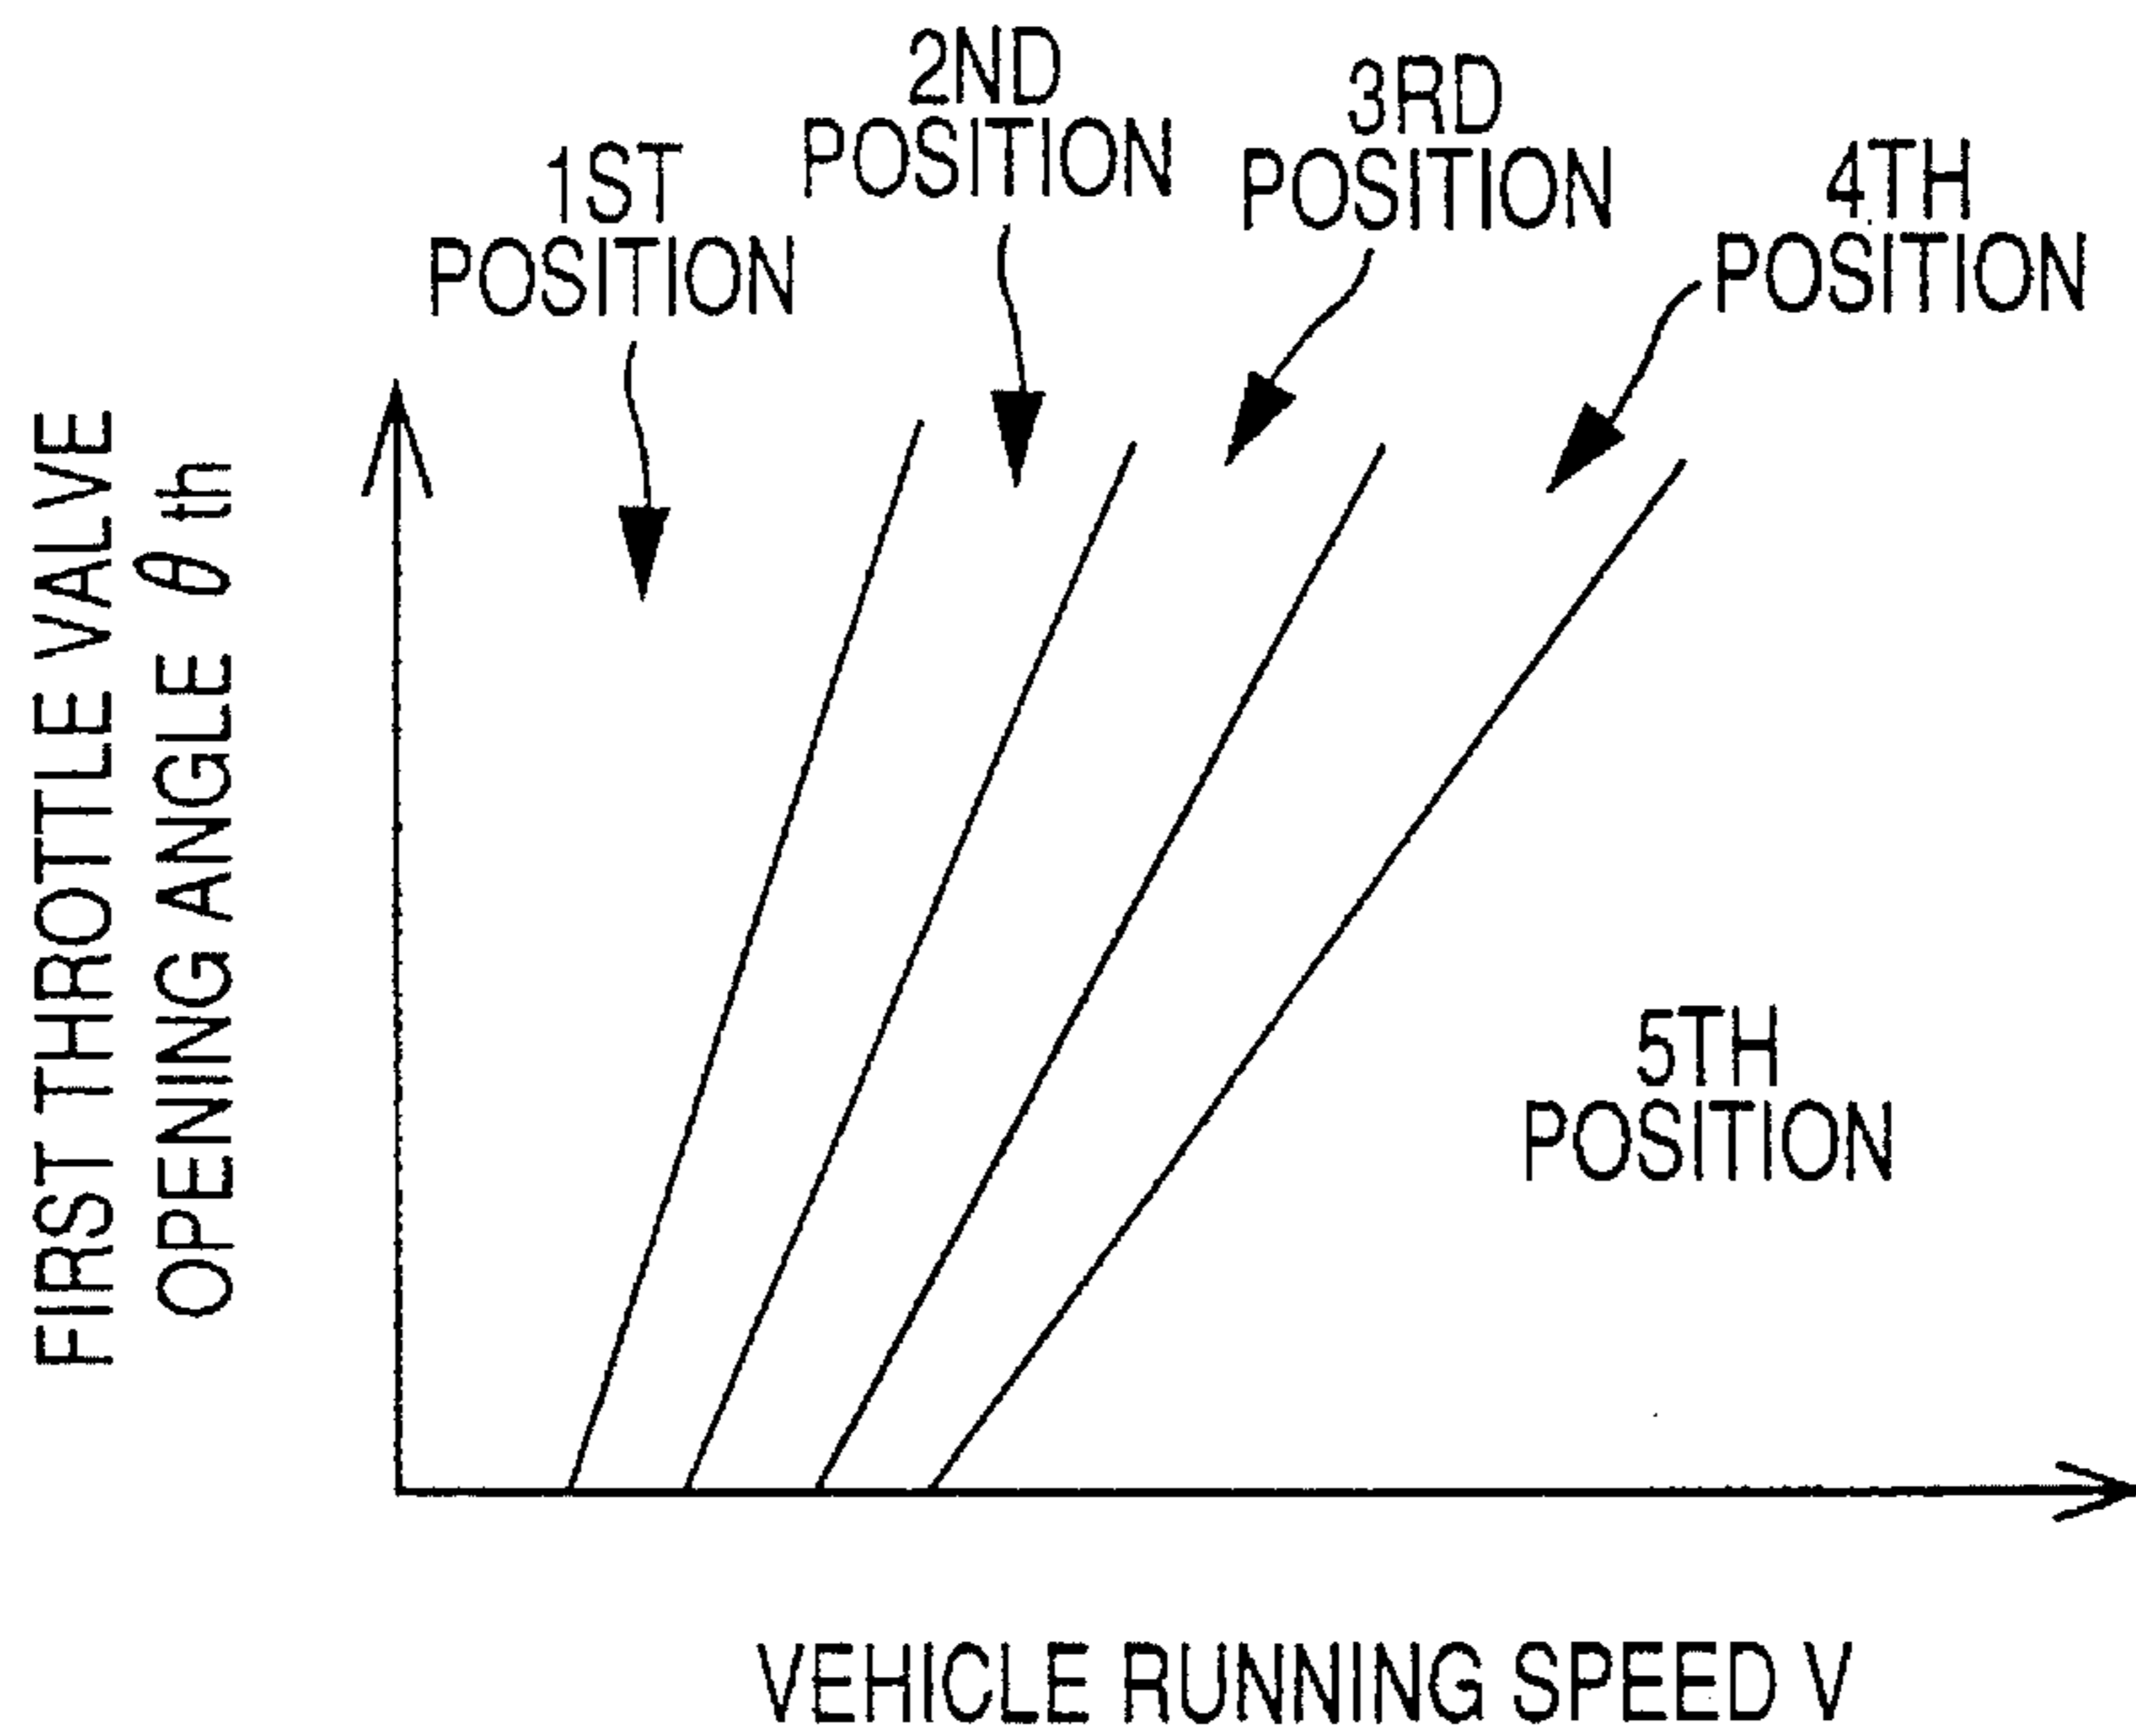 2ND
POSITION
3RD
POSITION
1ST
POSITION
4TH
POSITION
FIRST THROTTLE VALVE
OPENING ANGLE θ th
5TH
POSITION
VEHICLE RUNNING SPEED V